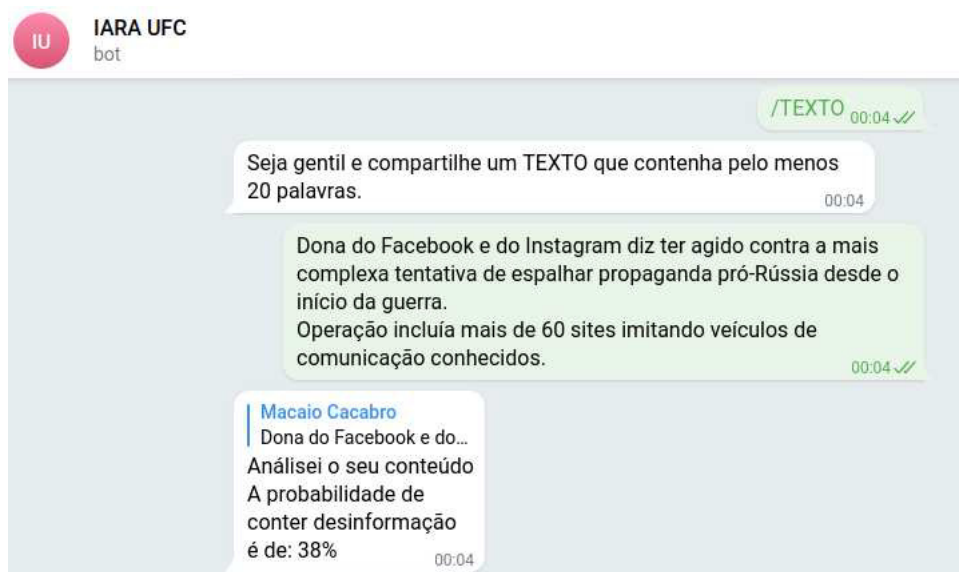 IU
IARA UFC
bot
/TEXTO 00:04
Seja gentil e compartilhe um TEXTO que contenha pelo menos
20 palavras.
00:04
Dona do Facebook e do Instagram diz ter agido contra a mais
complexa tentativa de espalhar propaganda pró-Rússia desde o
início da guerra.
Operação incluía mais de 60 sites imitando veículos de
comunicação conhecidos.
00:04
Macaio Cacabro
Dona do Facebook e do...
Análisei o seu conteúdo
A probabilidade de
conter desinformação
é de: 38%
00:04